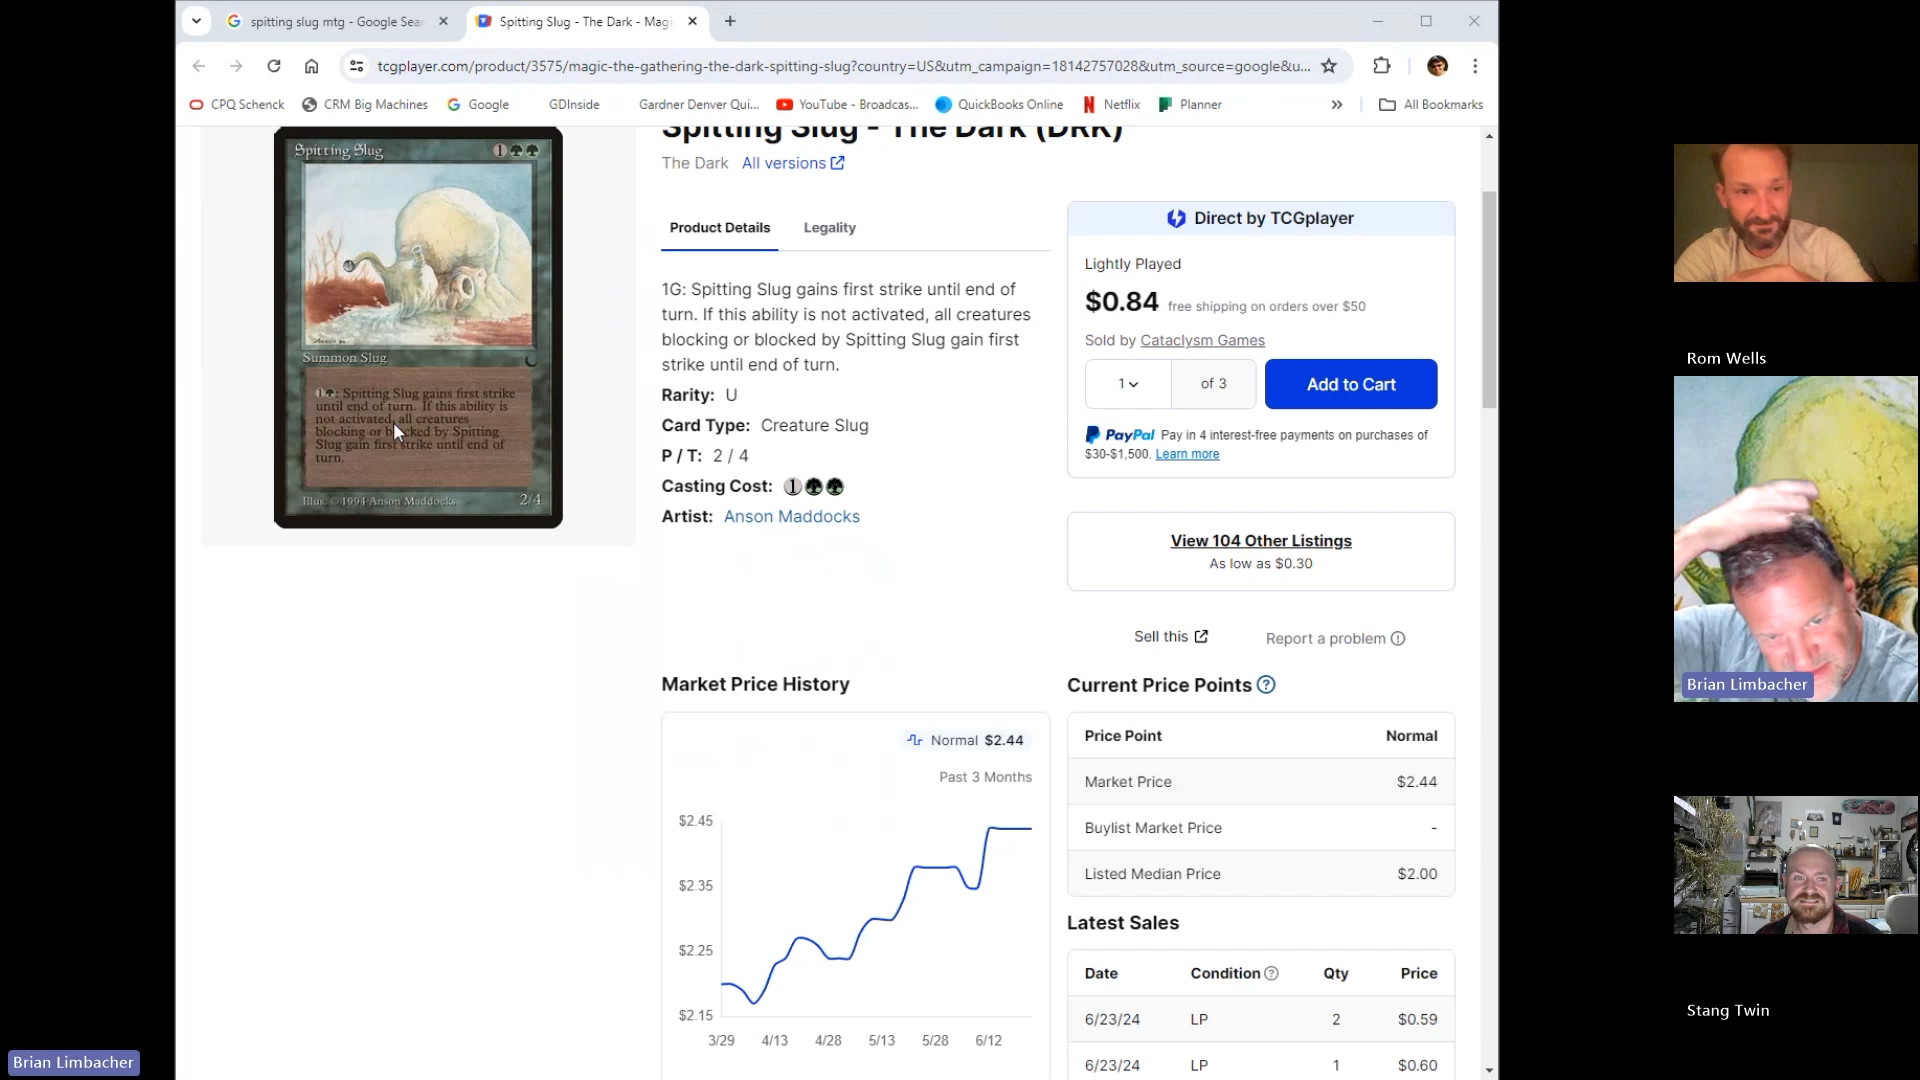 spitting slug mtg - Google Sea
Spitting Slug - The Dark - Magi
tcgplayer.com/product/3575/magic-the-gathering-the-dark-spitting-slug?country=US&utm_campaign=18142757028&utm_source=google&u...
CPQ Schenck
CRM Big Machines
Google
GDInside
Gardner Denver Qui...
YouTube - Broadcas...
QuickBooks Online
Netflix
Planner
All Bookmarks
Spitting Slug
1
Summon Slug
: Spitting Slug gains first strike
until end of turn. If this ability is
not activated, all creatures
blocking or blocked by Spitting
Slug gain first strike until end of
turn.
Illus. © 1994 Anson Maddocks
2/4
Spitting Slug - The Dark (DRK)
The Dark All versions
Product Details Legality
1G: Spitting Slug gains first strike until end of
turn. If this ability is not activated, all creatures
blocking or blocked by Spitting Slug gain first
strike until end of turn.
Rarity: U
Card Type: Creature Slug
P / T: 2 / 4
Casting Cost: 1
Artist: Anson Maddocks
Direct by TCGplayer
Lightly Played
$0.84 free shipping on orders over $50
Sold by Cataclysm Games
1 of 3 Add to Cart
PayPal Pay in 4 interest-free payments on purchases of
$30-$1,500. Learn more
View 104 Other Listings
As low as $0.30
Sell this Report a problem
Market Price History
Normal $2.44
Past 3 Months
$2.45
$2.35
$2.25
$2.15
3/29 4/13 4/28 5/13 5/28 6/12
Current Price Points
Price Point Normal
Market Price $2.44
Buylist Market Price -
Listed Median Price $2.00
Latest Sales
Date Condition Qty Price
6/23/24 LP 2 $0.59
6/23/24 LP 1 $0.60
Rom Wells
Brian Limbacher
Stang Twin
Brian Limbacher